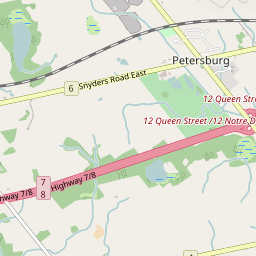 Petersburg
6
Snyders Road East
12 Queen Stre
12 Queen Street /12 Notre D
7
8
Highway 7/8
hway 7/8